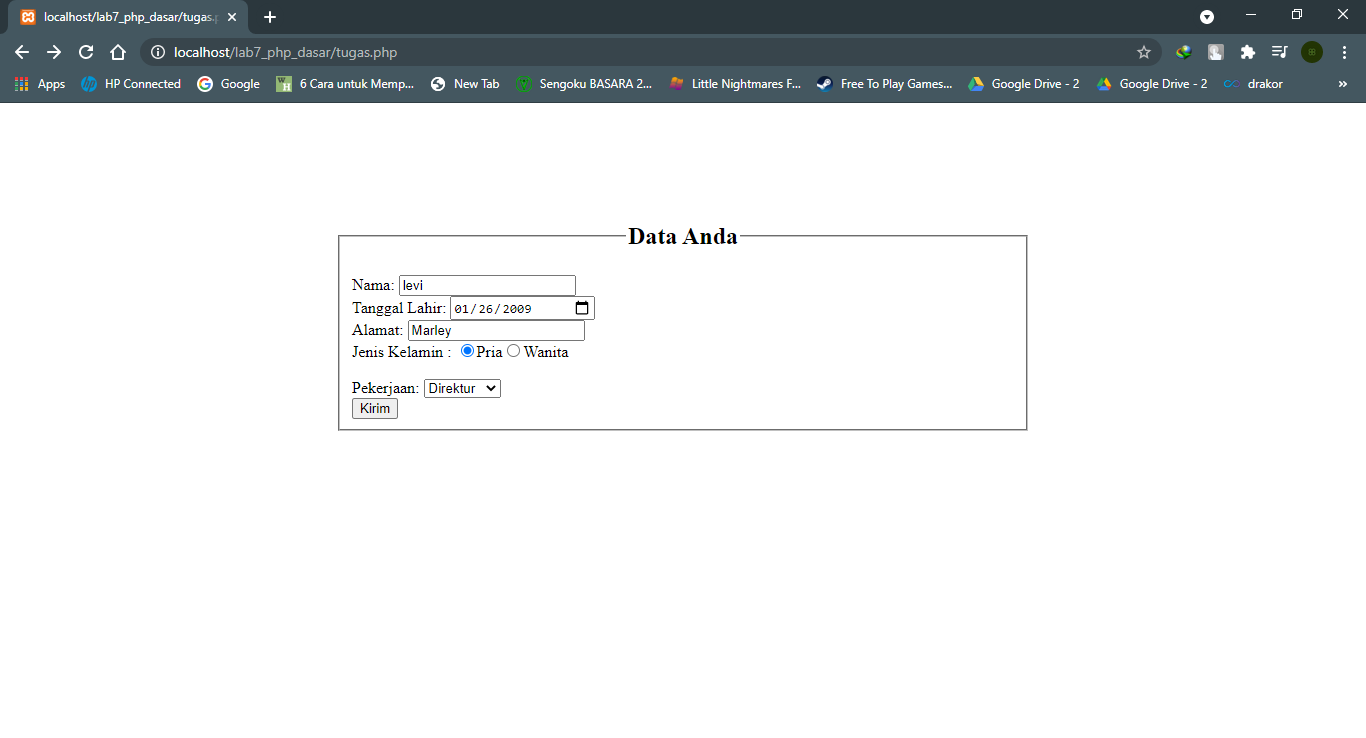 localhost/lab7_php_dasar/tugas.p
localhost/lab7_php_dasar/tugas.php
Apps HP Connected Google 6 Cara untuk Memp... New Tab Sengoku BASARA 2... Little Nightmares F... Free To Play Games... Google Drive - 2 Google Drive - 2 drakor »
Data Anda
Nama: levi
Tanggal Lahir: 01/26/2009
Alamat: Marley
Jenis Kelamin : Pria Wanita
Pekerjaan: Direktur
Kirim